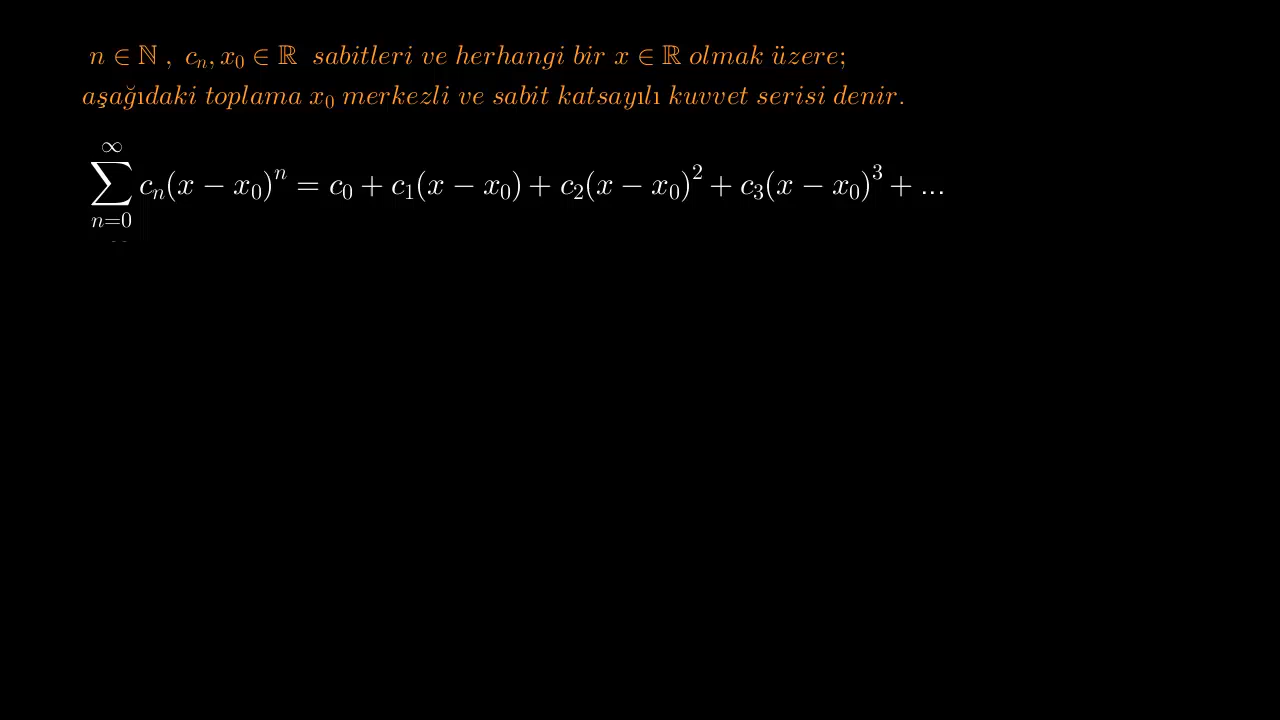 n ∈ ℕ , cₙ, x₀ ∈ ℝ sabitleri ve herhangi bir x ∈ ℝ olmak üzere;
aşağıdaki toplama x₀ merkezli ve sabit katsayılı kuvvet serisi denir.
∑_{n=0}^{∞} cₙ(x − x₀)ⁿ = c₀ + c₁(x − x₀) + c₂(x − x₀)² + c₃(x − x₀)³ + ...